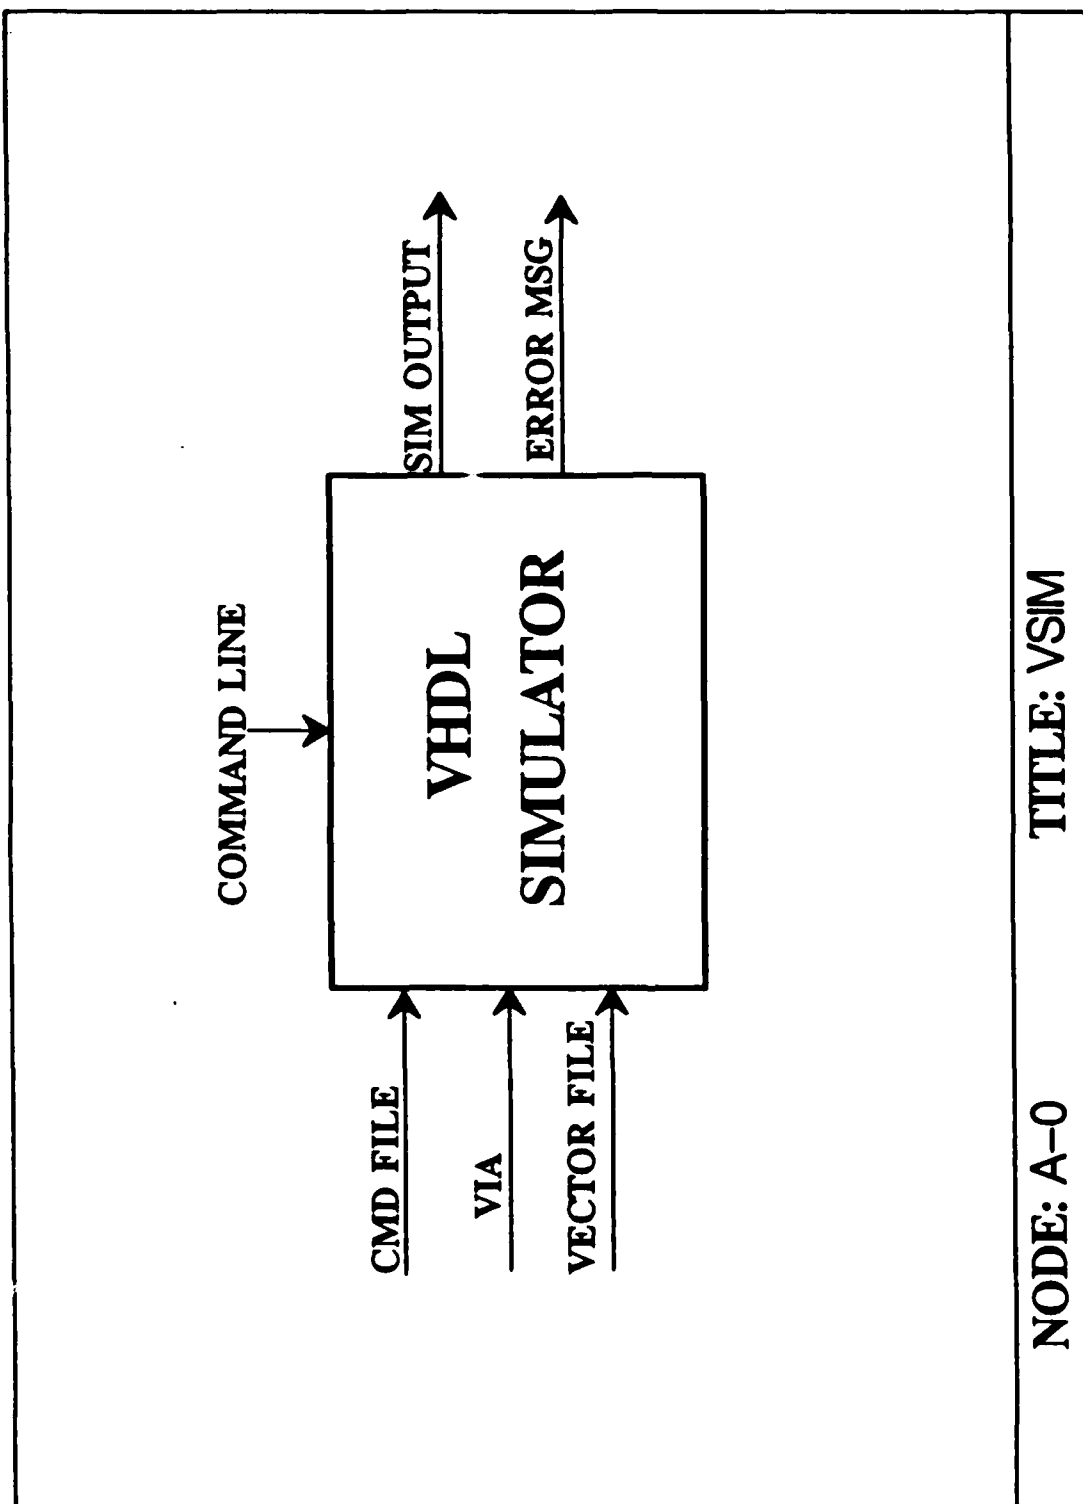 COMMAND LINE
CMD FILE
VIA
VECTOR FILE
VHDL
SIMULATOR
SIM OUTPUT
ERROR MSG
NODE: A-0
TITLE: VSIM